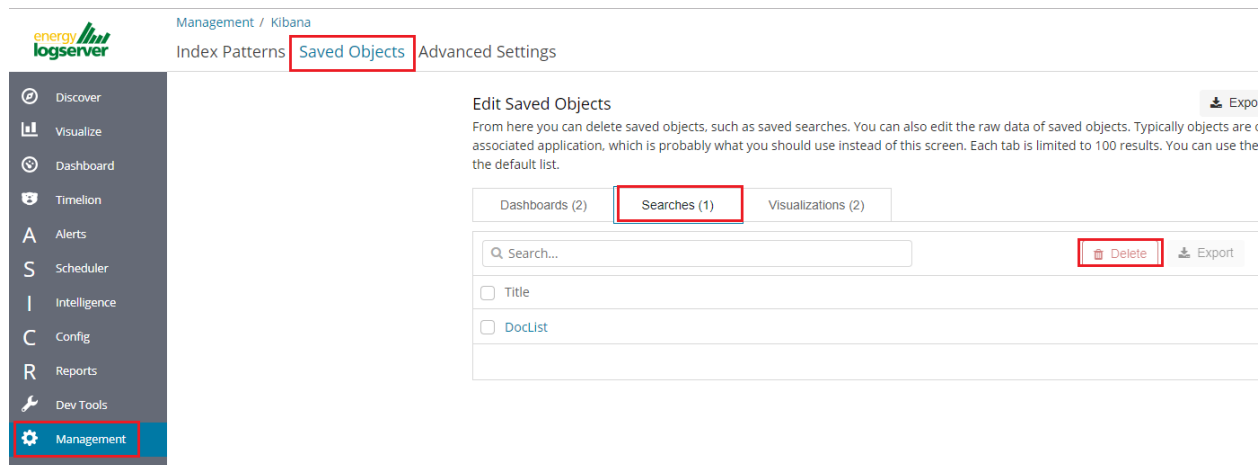 energy
logserver
Management / Kibana
Index Patterns Saved Objects Advanced Settings
Discover
Visualize
Dashboard
Timelion
A Alerts
S Scheduler
I Intelligence
C Config
R Reports
Dev Tools
Management
Edit Saved Objects
Expo
From here you can delete saved objects, such as saved searches. You can also edit the raw data of saved objects. Typically objects are
associated application, which is probably what you should use instead of this screen. Each tab is limited to 100 results. You can use the
the default list.
Dashboards (2) Searches (1) Visualizations (2)
Search... Delete Export
Title
DocList